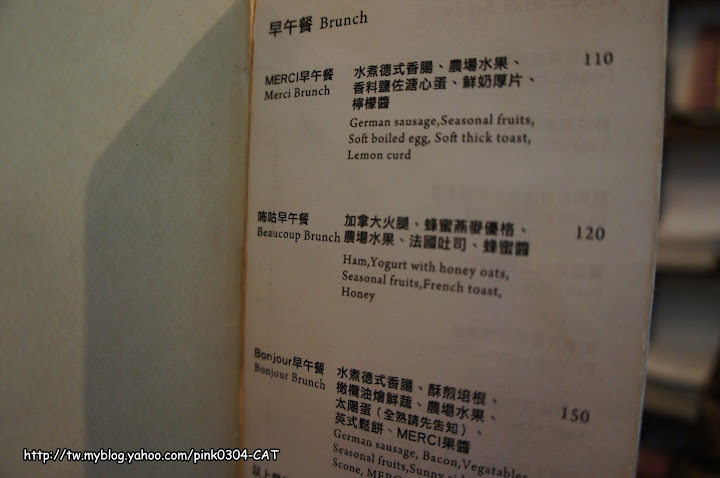 早午餐 Brunch
MERCI早午餐 水煮德式香腸、農場水果、 110
Merci Brunch 香料鹽佐溏心蛋、鮮奶厚片、
檸檬醬
German sausage,Seasonal fruits,
Soft boiled egg, Soft thick toast,
Lemon curd
咘咕早午餐 加拿大火腿、蜂蜜燕麥優格、 120
Beaucoup Brunch 農場水果、法國吐司、蜂蜜醬
Ham,Yogurt with honey oats,
Seasonal fruits,French toast,
Honey
Bonjour早午餐 水煮德式香腸、酥煎培根、 150
Bonjour Brunch 橄欖油燴鮮蔬、農場水果、
太陽蛋(全熟請先告知)、
英式鬆餅、MERCI果醬
German sausage, Bacon,Vegatables
Seasonal fruits,Sunny
Scone, MERC
以上
http://tw.myblog.yahoo.com/pink0304-CAT